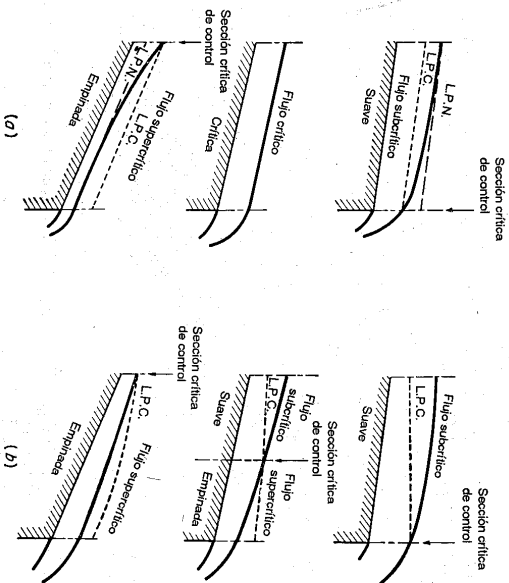 Sección crítica
de control
L.P.N.
L.P.C.
Flujo subcrítico
Suave
Flujo crítico
Crítica
Sección crítica
de control
L.P.N.
Flujo supercrítico
L.P.C.
Empinada
(a)
Sección crítica
de control
Flujo subcrítico
L.P.C.
Suave
Sección crítica
de control
Flujo
subcrítico
Flujo
supercrítico
L.P.C.
Suave
Empinada
L.P.C.
Flujo supercrítico
Empinada
Sección crítica
de control
(b)